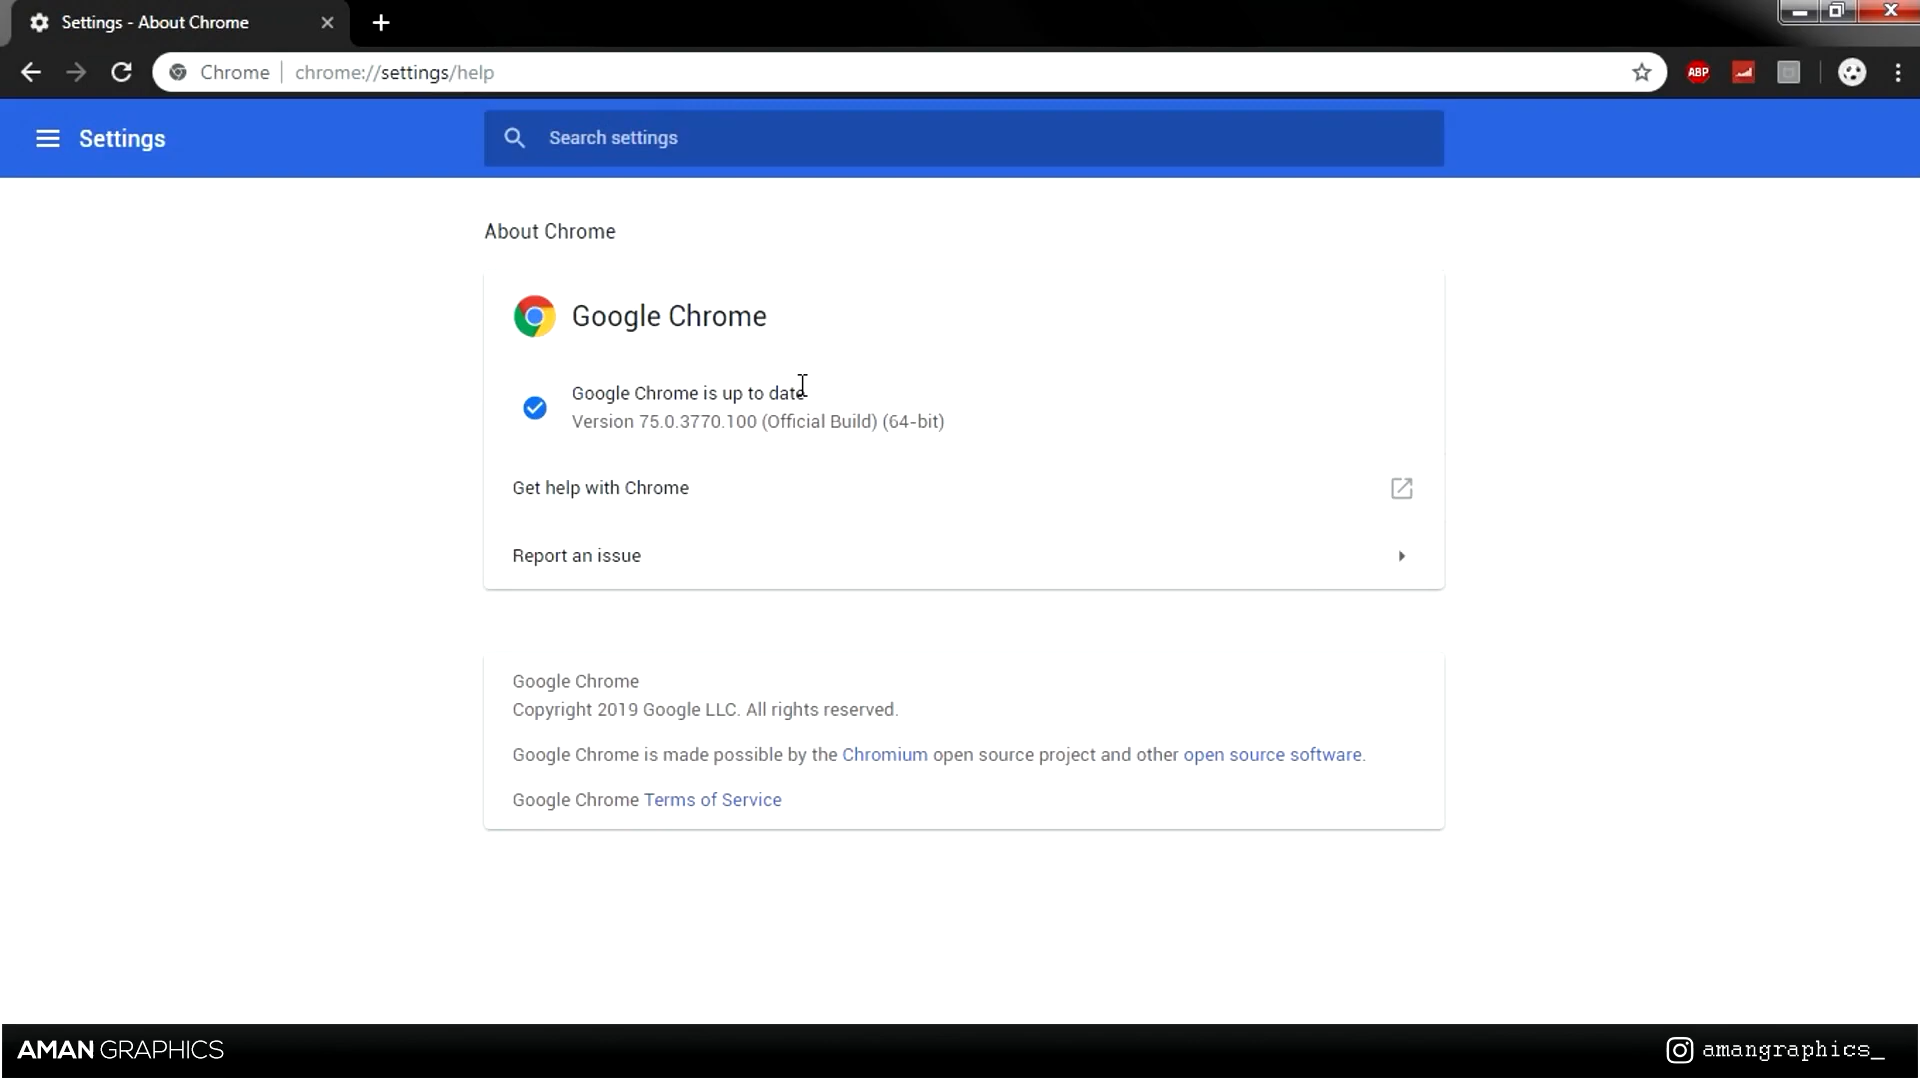 Settings - About Chrome
Chrome
chrome://settings/help
ABP
Settings
Search settings
About Chrome
Google Chrome
Google Chrome is up to date
Version 75.0.3770.100 (Official Build) (64-bit)
Get help with Chrome
Report an issue
Google Chrome
Copyright 2019 Google LLC. All rights reserved.
Google Chrome is made possible by the Chromium open source project and other open source software.
Google Chrome Terms of Service
AMAN GRAPHICS
amangraphics_